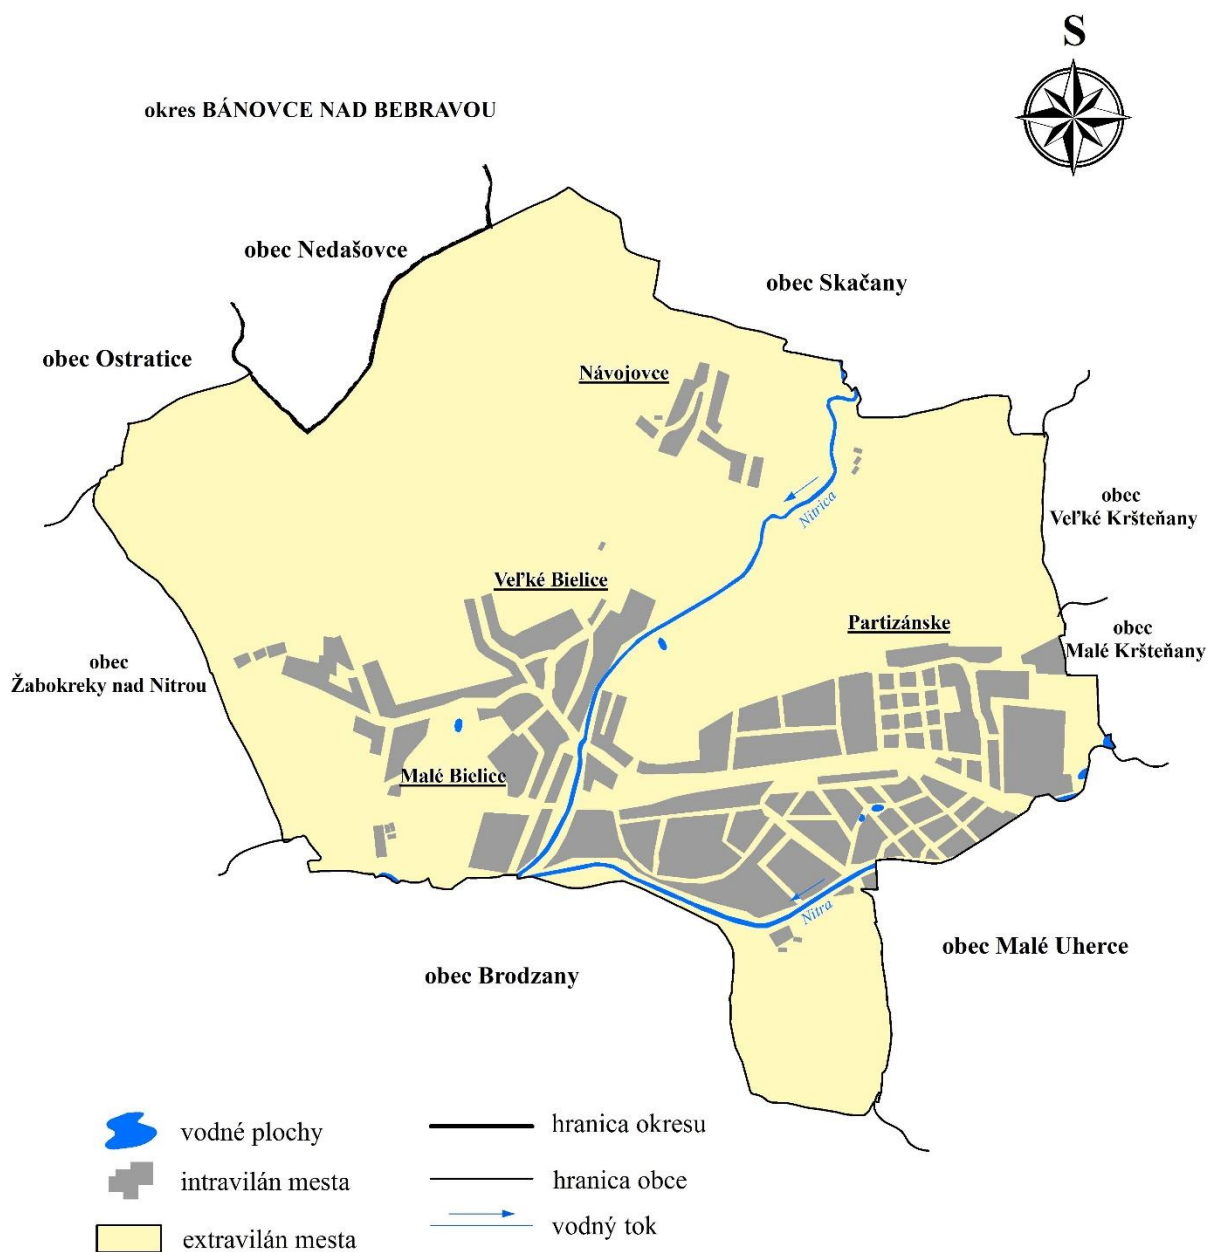 S
okres BÁNOVCE NAD BEBRAVOU
obec Nedašovce
obec Skačany
obec Ostratice
Návojovce
obec
Veľké Kršteňany
Nitrica
Veľké Bielice
Partizánske
obec
Malé Kršteňany
obec
Žabokreky nad Nitrou
Malé Bielice
Nitra
obec Malé Uherce
obec Brodzany
vodné plochy
hranica okresu
intravilán mesta
hranica obce
vodný tok
extravilán mesta